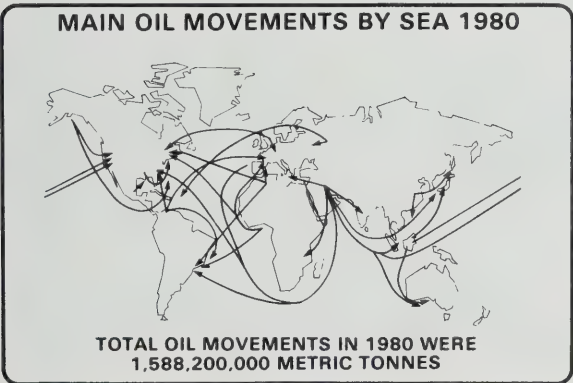 MAIN OIL MOVEMENTS BY SEA 1980
TOTAL OIL MOVEMENTS IN 1980 WERE
1,588,200,000 METRIC TONNES